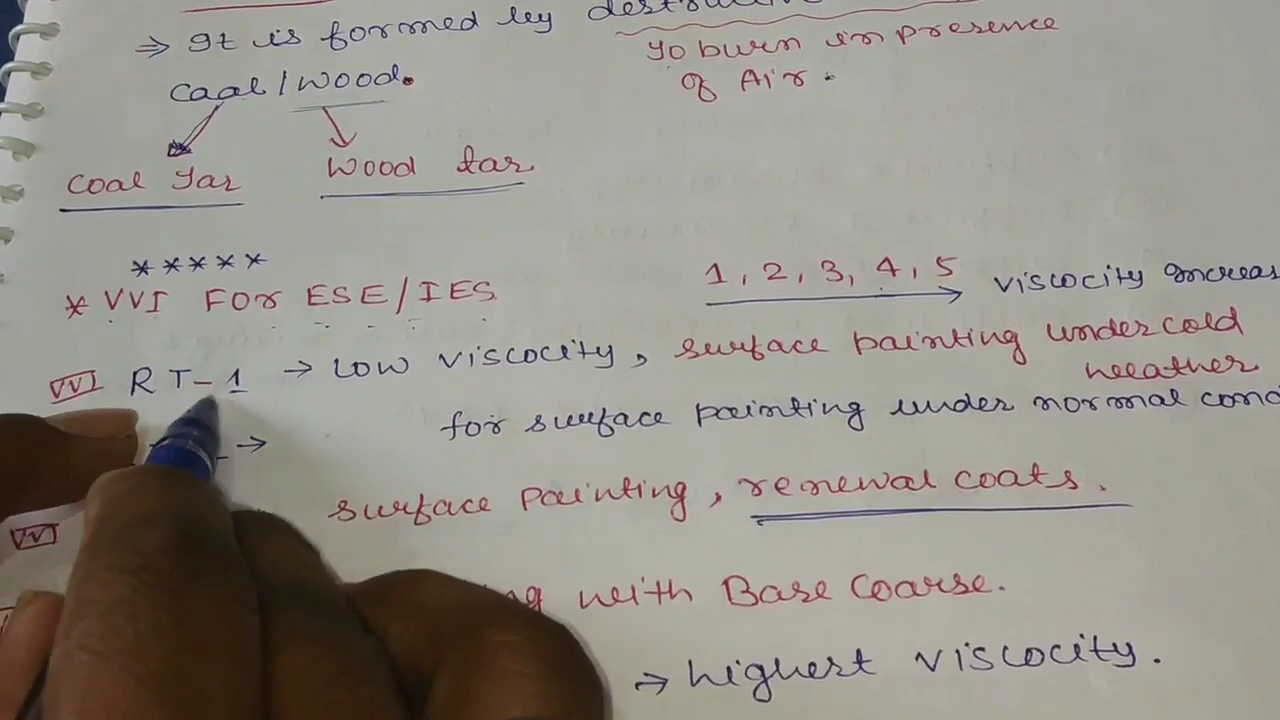 ⇒ It is formed by
To burn in presence
Coal / Wood.
of Air.
Coal Tar
Wood tar
*****
* VVI FOR ESE/IES
1, 2, 3, 4, 5 → viscocity
VVI RT-1 → Low viscocity, surface painting under cold
weather
→ for surface painting under normal
surface painting, renewal coats.
VVI
with Base Coarse.
→ highest viscocity.